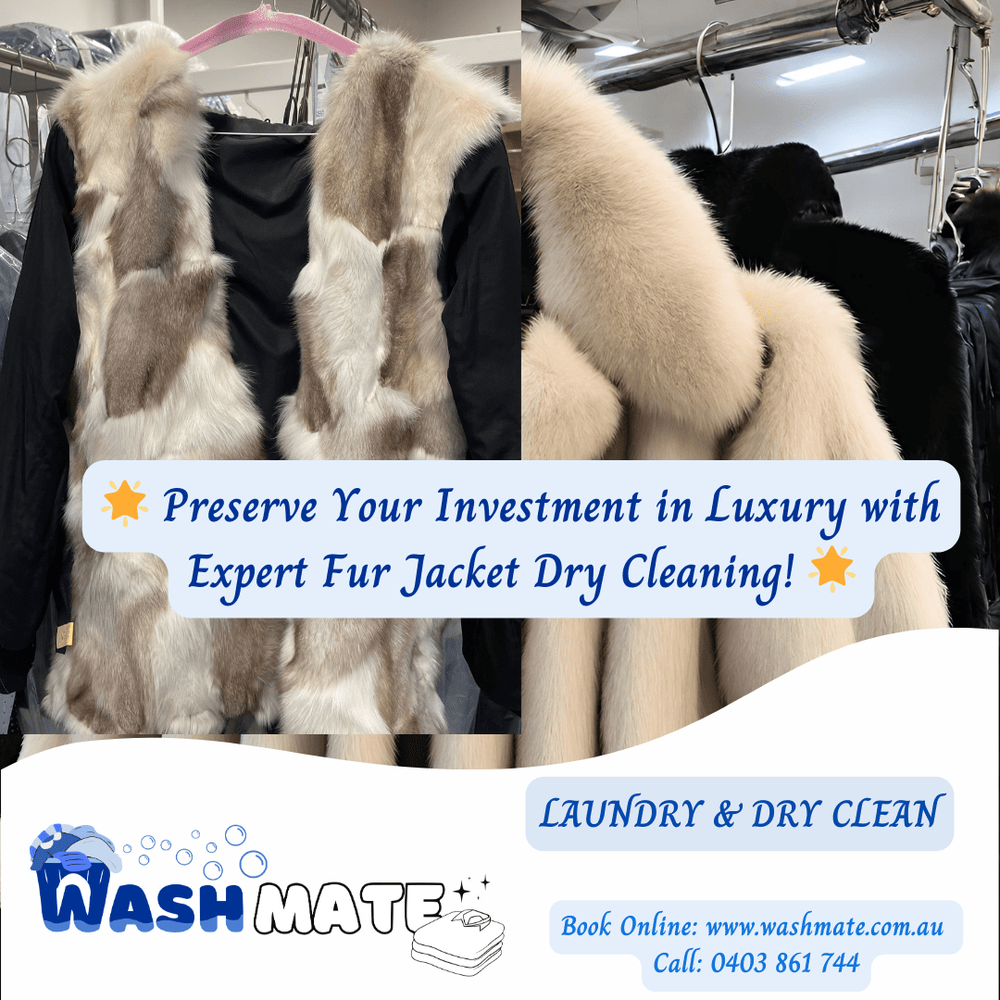 🌟 Preserve Your Investment in Luxury with
Expert Fur Jacket Dry Cleaning! 🌟
LAUNDRY & DRY CLEAN
WASH MATE
Book Online: www.washmate.com.au
Call: 0403 861 744